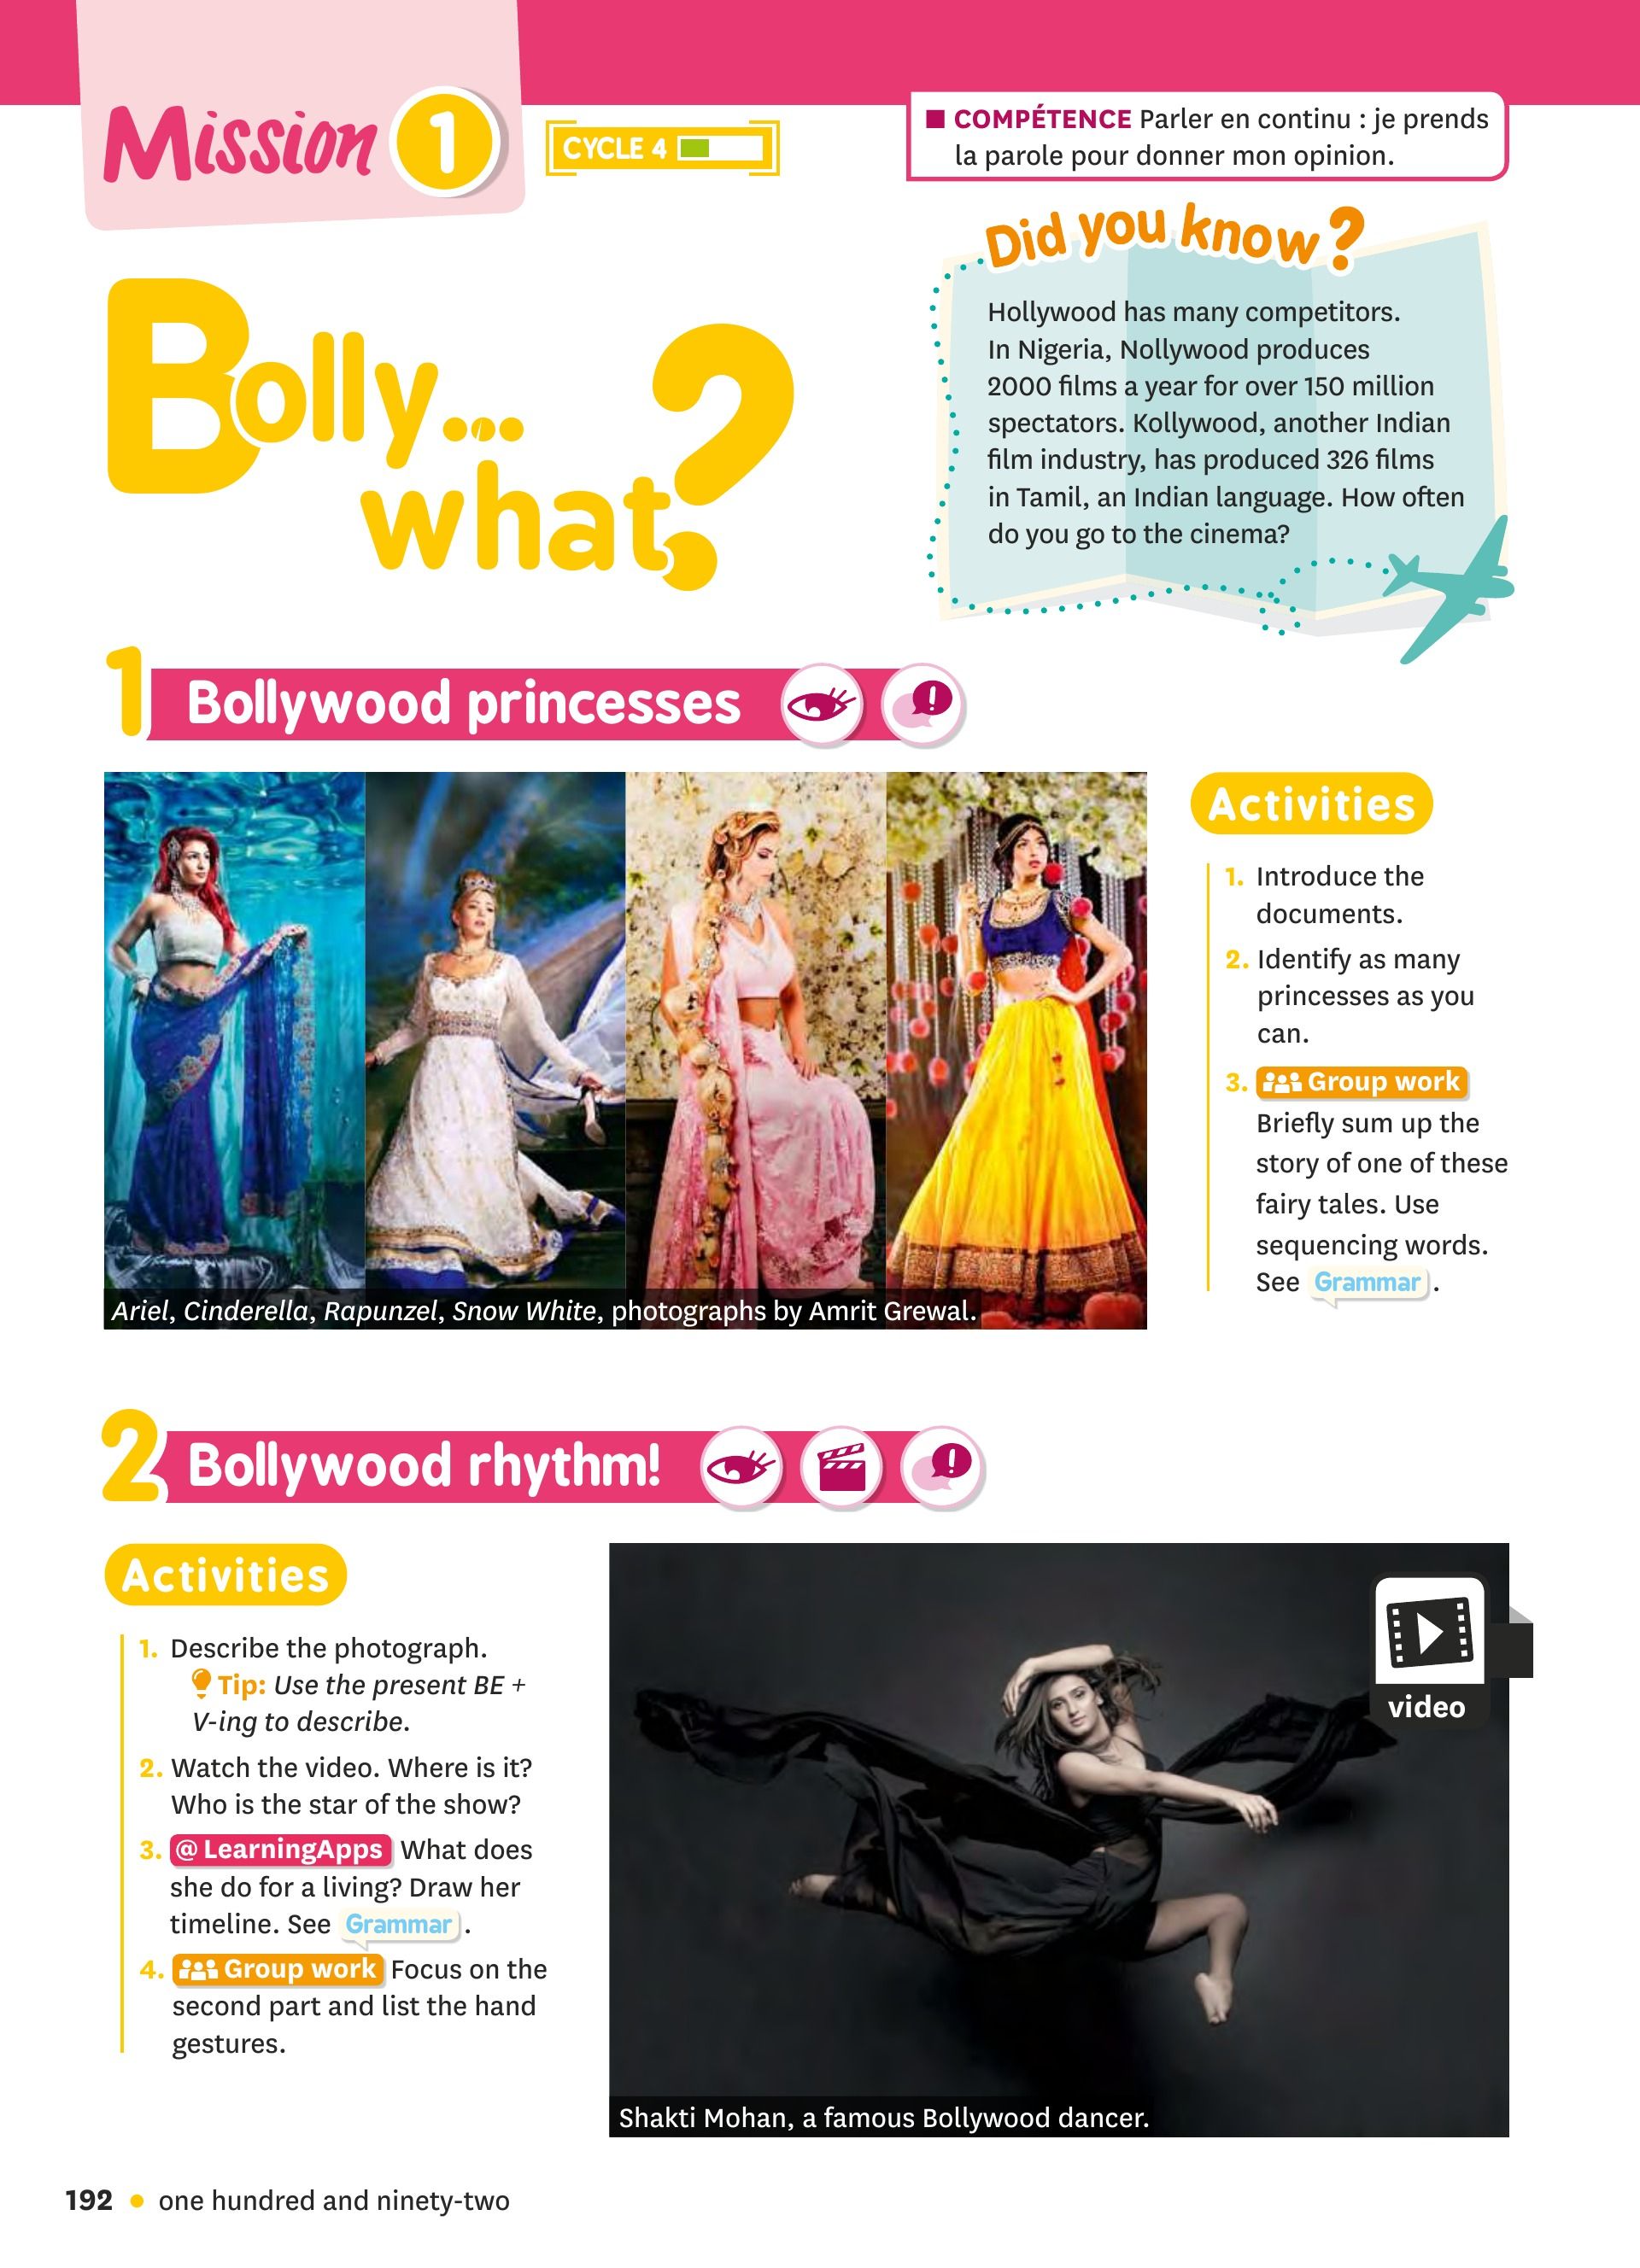 Mission 1
CYCLE 4
■ COMPÉTENCE Parler en continu : je prends
la parole pour donner mon opinion.
Bolly...
what?
Did you know?
Hollywood has many competitors.
In Nigeria, Nollywood produces
2000 films a year for over 150 million
spectators. Kollywood, another Indian
film industry, has produced 326 films
in Tamil, an Indian language. How often
do you go to the cinema?
1 Bollywood princesses
Ariel, Cinderella, Rapunzel, Snow White, photographs by Amrit Grewal.
Activities
1. Introduce the
documents.
2. Identify as many
princesses as you
can.
3. Group work
Briefly sum up the
story of one of these
fairy tales. Use
sequencing words.
See Grammar.
2 Bollywood rhythm!
Activities
1. Describe the photograph.
Tip: Use the present BE +
V-ing to describe.
2. Watch the video. Where is it?
Who is the star of the show?
3. @ LearningApps What does
she do for a living? Draw her
timeline. See Grammar.
4. Group work Focus on the
second part and list the hand
gestures.
video
Shakti Mohan, a famous Bollywood dancer.
192 • one hundred and ninety-two